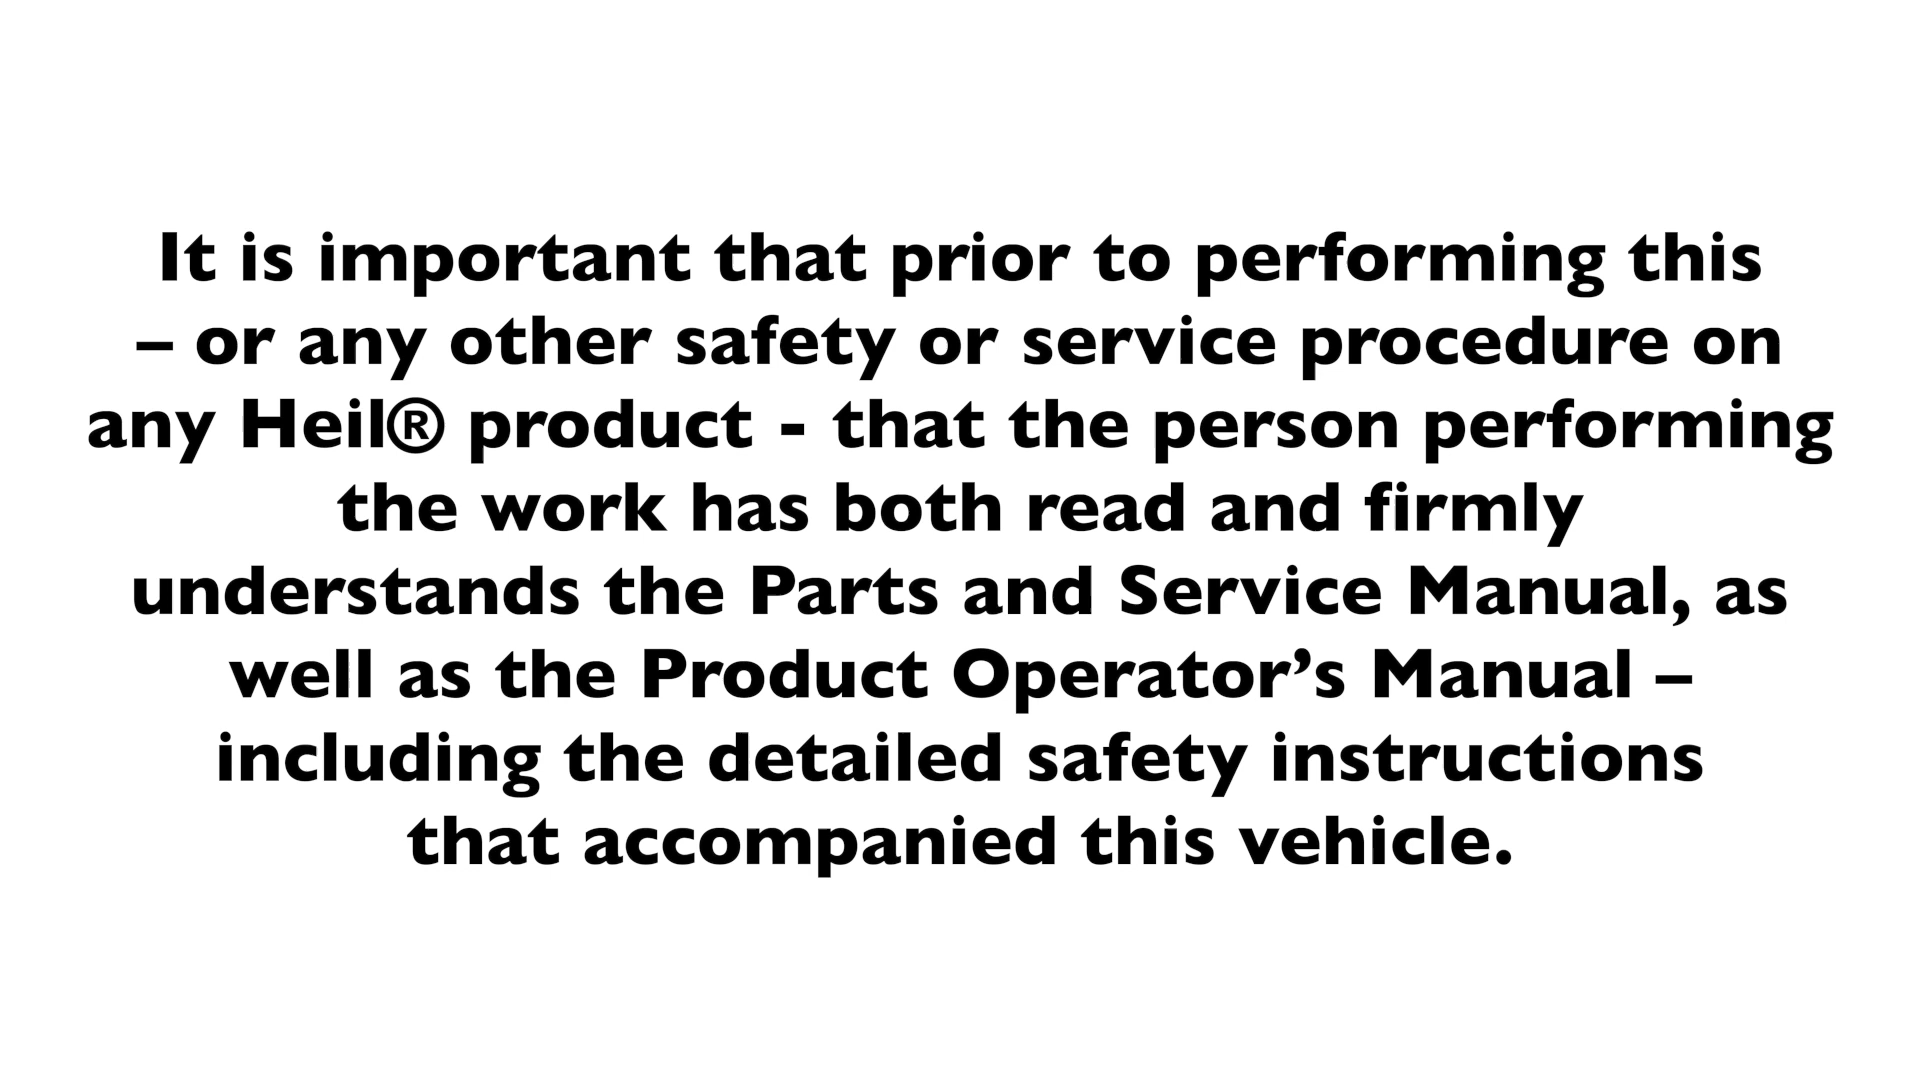 It is important that prior to performing this
– or any other safety or service procedure on
any Heil® product - that the person performing
the work has both read and firmly
understands the Parts and Service Manual, as
well as the Product Operator’s Manual –
including the detailed safety instructions
that accompanied this vehicle.